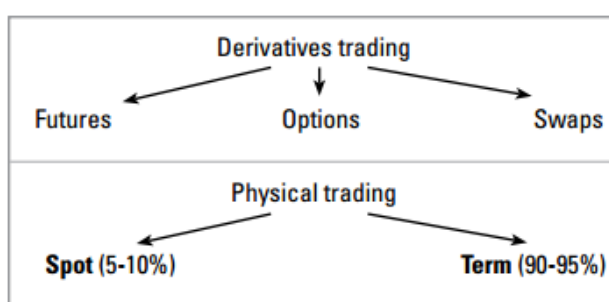 Derivatives trading
Futures Options Swaps
Physical trading
Spot (5-10%) Term (90-95%)